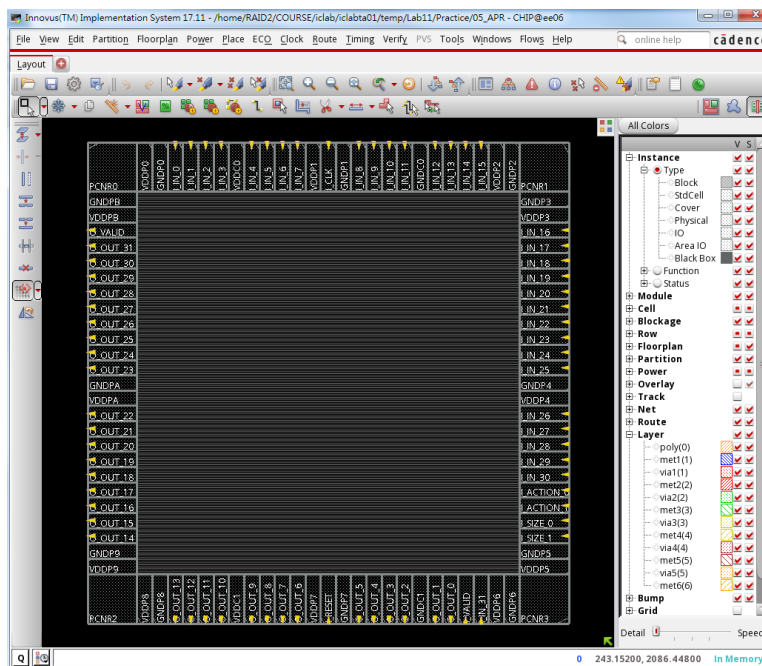 Innovus(TM) Implementation System 17.11 - /home/RAID2/COURSE/iclab/iclabta01/temp/Lab11/Practice/05_APR - CHIP@ee06
File View Edit Partition Floorplan Power Place ECO Clock Route Timing Verify PVS Tools Windows Flows Help
online help
cādence
Layout
All Colors
V S
Instance
Type
Block
StdCell
Cover
Physical
IO
Area IO
Black Box
Function
Status
Module
Cell
Blockage
Row
Floorplan
Partition
Power
Overlay
Track
Net
Route
Layer
poly(0)
met1(1)
via1(1)
met2(2)
via2(2)
met3(3)
via3(3)
met4(4)
via4(4)
met5(5)
via5(5)
met6(6)
Bump
Grid
Detail
Speed
PCNR0
VDDP0
GNDP0
I_IN_0
I_IN_1
I_IN_2
I_IN_3
VDDC0
I_IN_4
I_IN_5
I_IN_6
I_IN_7
VDDP1
I_CLK
GNDP1
I_IN_8
I_IN_9
I_IN_10
I_IN_11
GNDC0
I_IN_12
I_IN_13
I_IN_14
I_IN_15
VDDP2
GNDP2
PCNR1
GNDPB
VDDPB
O_VALID
O_OUT_31
O_OUT_30
O_OUT_29
O_OUT_28
O_OUT_27
O_OUT_26
O_OUT_25
O_OUT_24
O_OUT_23
GNDPA
VDDPA
O_OUT_22
O_OUT_21
O_OUT_20
O_OUT_19
O_OUT_18
O_OUT_17
O_OUT_16
O_OUT_15
O_OUT_14
GNDP9
VDDP9
GNDP3
VDDP3
I_IN_16
I_IN_17
I_IN_18
I_IN_19
I_IN_20
I_IN_21
I_IN_22
I_IN_23
I_IN_24
I_IN_25
GNDP4
VDDP4
I_IN_26
I_IN_27
I_IN_28
I_IN_29
I_IN_30
I_ACTION_0
I_ACTION_1
I_SIZE_0
I_SIZE_1
GNDP5
VDDP5
PCNR2
VDDP8
GNDP8
O_OUT_13
O_OUT_12
O_OUT_11
O_OUT_10
VDDC1
O_OUT_9
O_OUT_8
O_OUT_7
O_OUT_6
VDDP7
I_RESET
GNDP7
O_OUT_5
O_OUT_4
O_OUT_3
O_OUT_2
GNDC1
O_OUT_1
O_OUT_0
I_VALID
I_IN_31
VDDP6
GNDP6
PCNR3
Q
0 243.15200, 2086.44800 In Memory